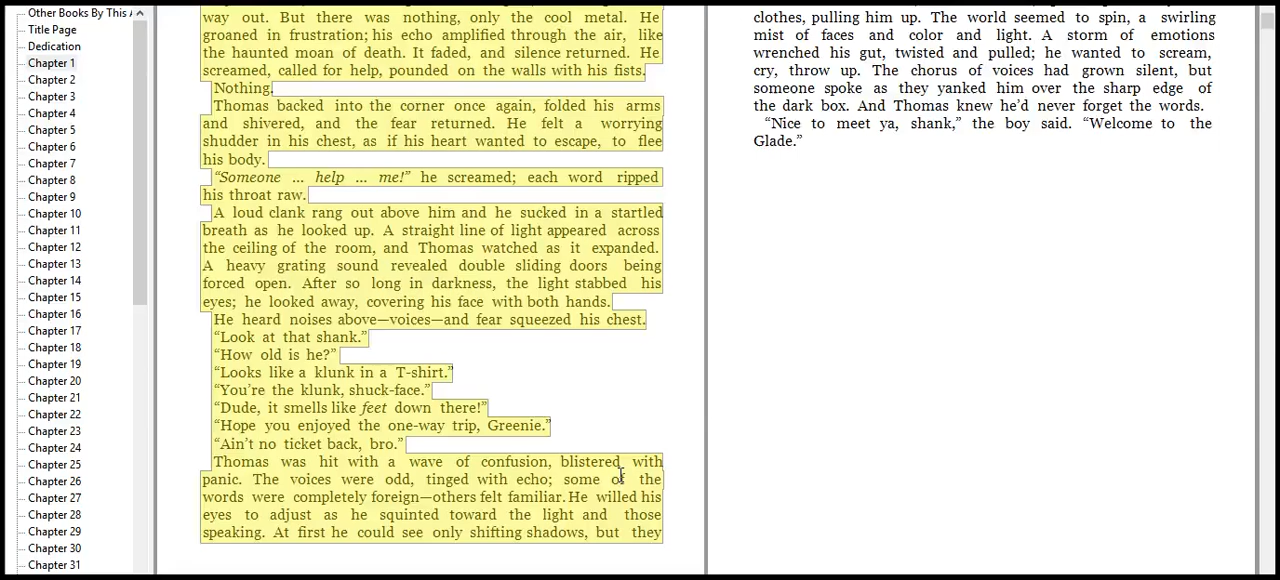 Other Books By This A
Title Page
Dedication
Chapter 1
Chapter 2
Chapter 3
Chapter 4
Chapter 5
Chapter 6
Chapter 7
Chapter 8
Chapter 9
Chapter 10
Chapter 11
Chapter 12
Chapter 13
Chapter 14
Chapter 15
Chapter 16
Chapter 17
Chapter 18
Chapter 19
Chapter 20
Chapter 21
Chapter 22
Chapter 23
Chapter 24
Chapter 25
Chapter 26
Chapter 27
Chapter 28
Chapter 29
Chapter 30
Chapter 31
way out. But there was nothing, only the cool metal. He
groaned in frustration; his echo amplified through the air, like
the haunted moan of death. It faded, and silence returned. He
screamed, called for help, pounded on the walls with his fists.
Nothing.
Thomas backed into the corner once again, folded his arms
and shivered, and the fear returned. He felt a worrying
shudder in his chest, as if his heart wanted to escape, to flee
his body.
“Someone ... help ... me!” he screamed; each word ripped
his throat raw.
A loud clank rang out above him and he sucked in a startled
breath as he looked up. A straight line of light appeared across
the ceiling of the room, and Thomas watched as it expanded.
A heavy grating sound revealed double sliding doors being
forced open. After so long in darkness, the light stabbed his
eyes; he looked away, covering his face with both hands.
He heard noises above—voices—and fear squeezed his chest.
“Look at that shank.”
“How old is he?”
“Looks like a klunk in a T-shirt.”
“You’re the klunk, shuck-face.”
“Dude, it smells like feet down there!”
“Hope you enjoyed the one-way trip, Greenie.”
“Ain’t no ticket back, bro.”
Thomas was hit with a wave of confusion, blistered with
panic. The voices were odd, tinged with echo; some of the
words were completely foreign—others felt familiar. He willed his
eyes to adjust as he squinted toward the light and those
speaking. At first he could see only shifting shadows, but they
clothes, pulling him up. The world seemed to spin, a swirling
mist of faces and color and light. A storm of emotions
wrenched his gut, twisted and pulled; he wanted to scream,
cry, throw up. The chorus of voices had grown silent, but
someone spoke as they yanked him over the sharp edge of
the dark box. And Thomas knew he’d never forget the words.
“Nice to meet ya, shank,” the boy said. “Welcome to the
Glade.”